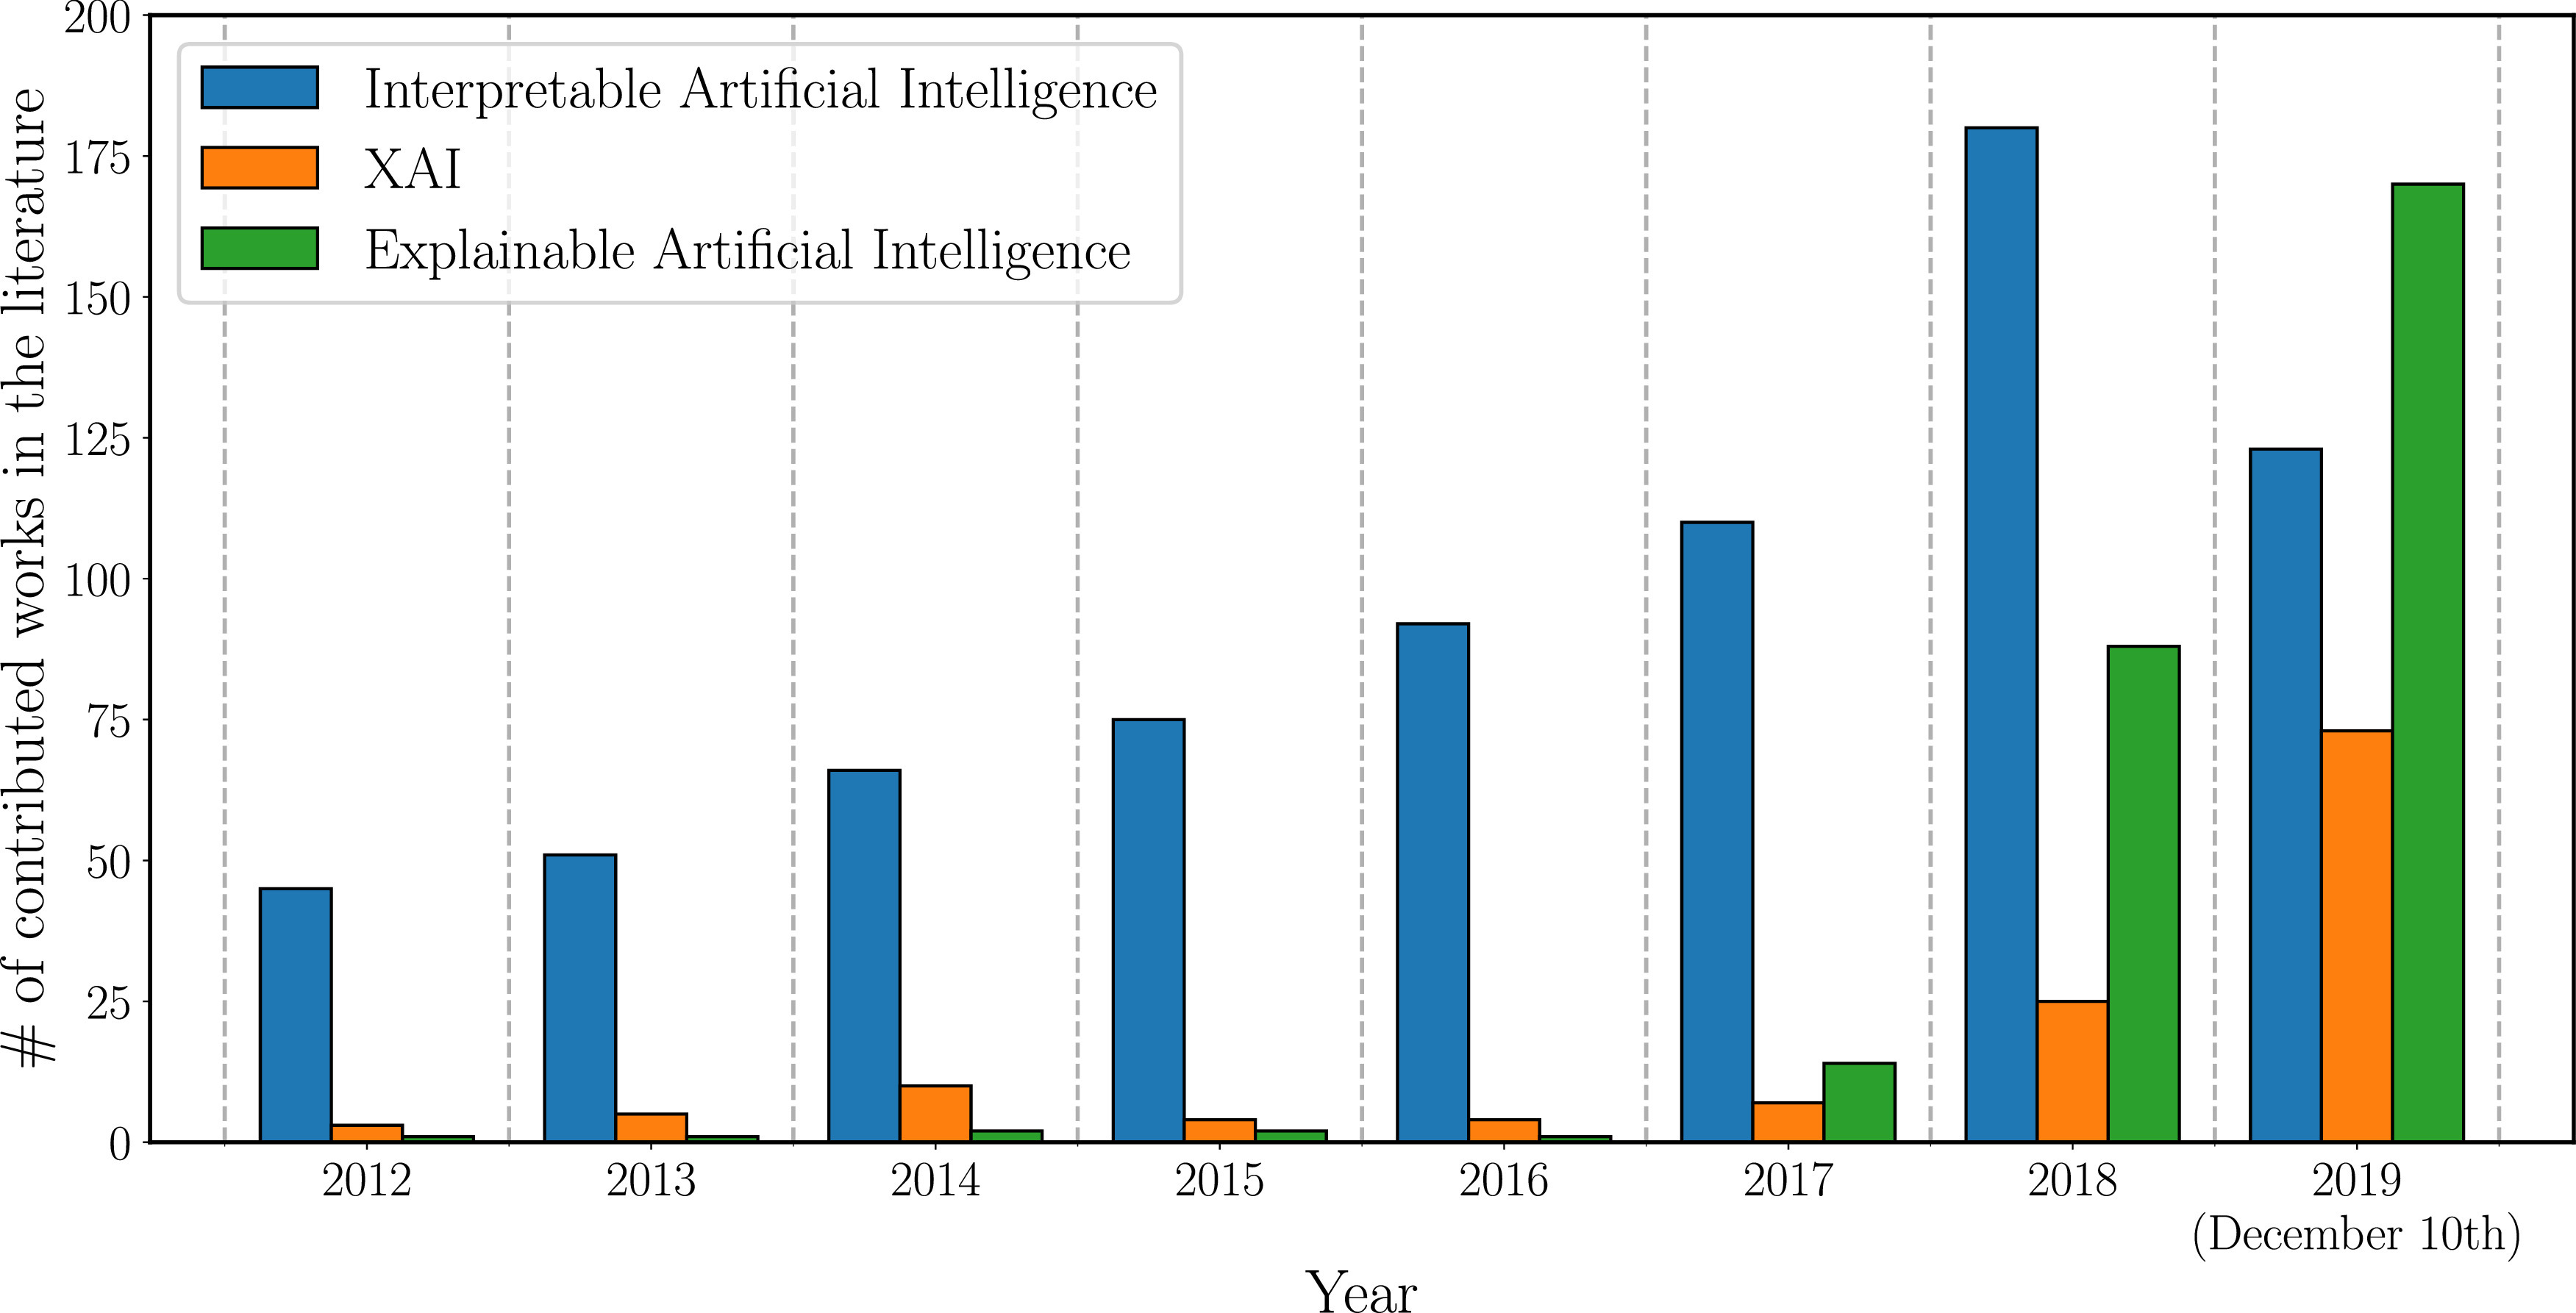 # of contributed works in the literature
200
175
150
125
100
75
50
25
0
Interpretable Artificial Intelligence
XAI
Explainable Artificial Intelligence
2012 2013 2014 2015 2016 2017 2018 2019
(December 10th)
Year